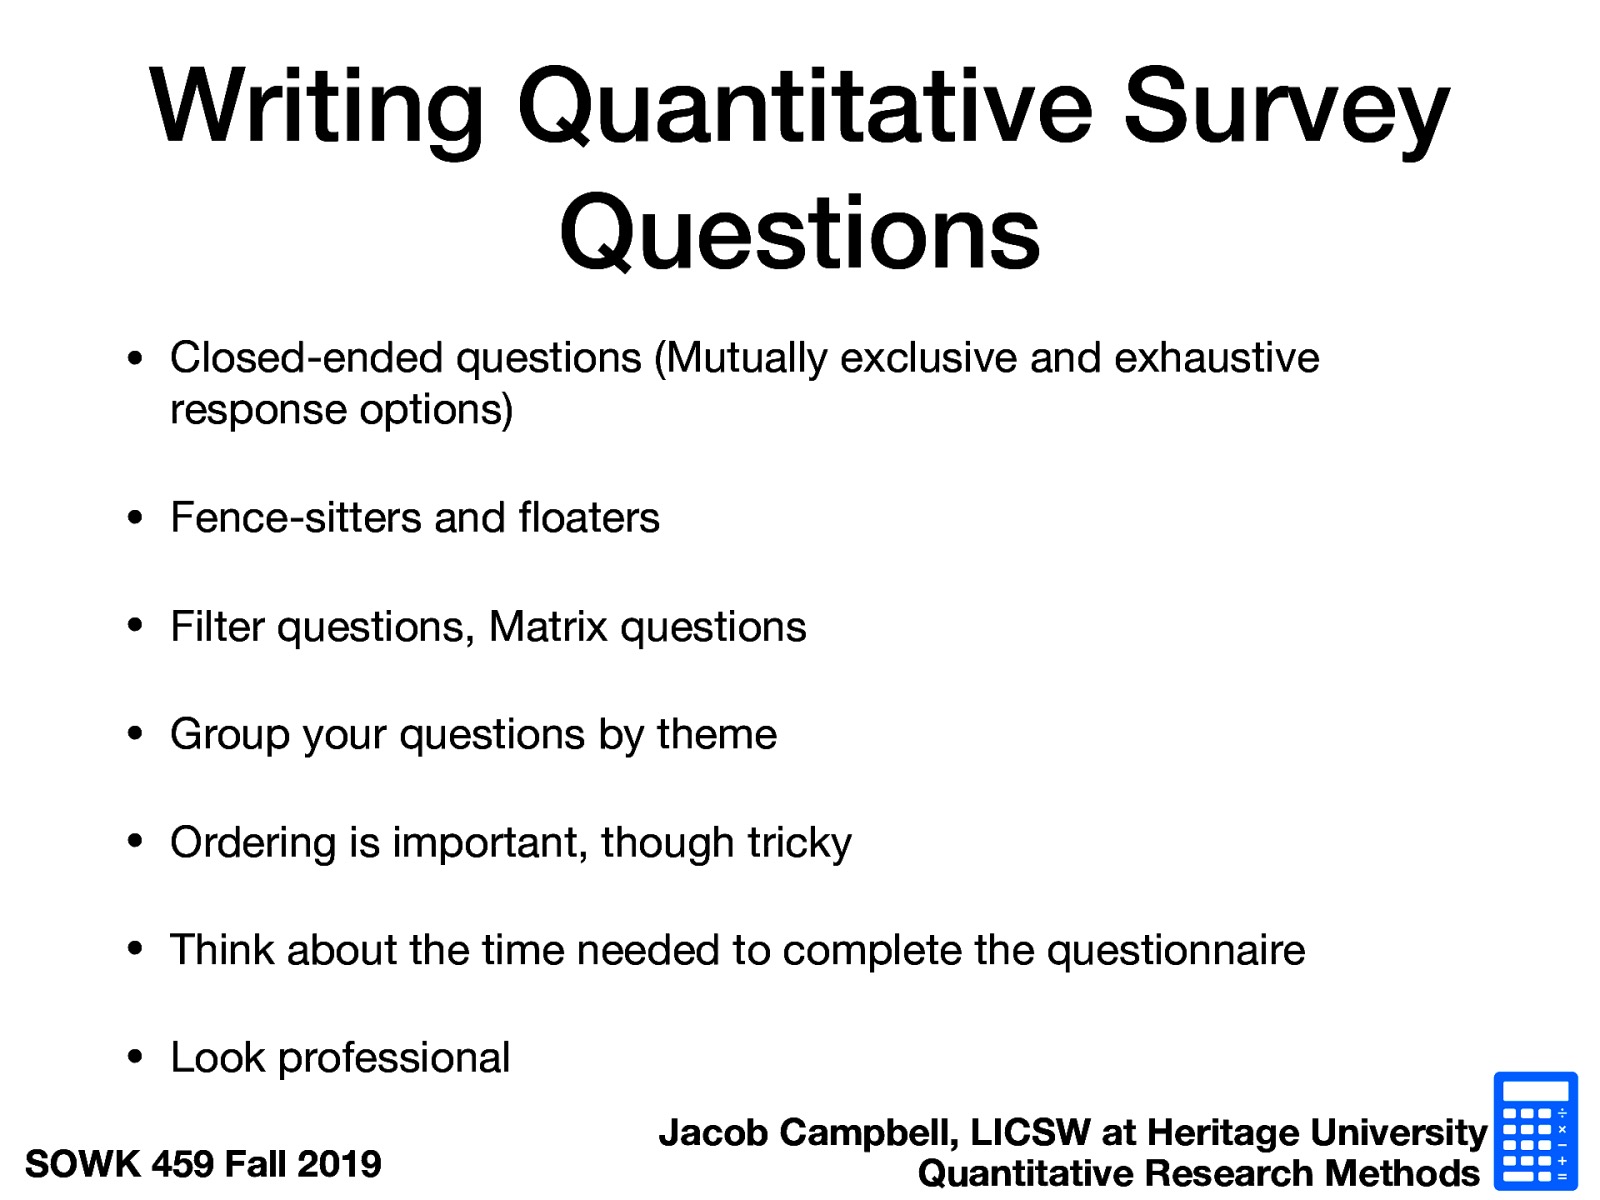 Writing Quantitative Survey
Questions
• Closed-ended questions (Mutually exclusive and exhaustive
response options)
• Fence-sitters and floaters
• Filter questions, Matrix questions
• Group your questions by theme
• Ordering is important, though tricky
• Think about the time needed to complete the questionnaire
• Look professional
SOWK 459 Fall 2019
Jacob Campbell, LICSW at Heritage University
Quantitative Research Methods
÷
×
−
+
=